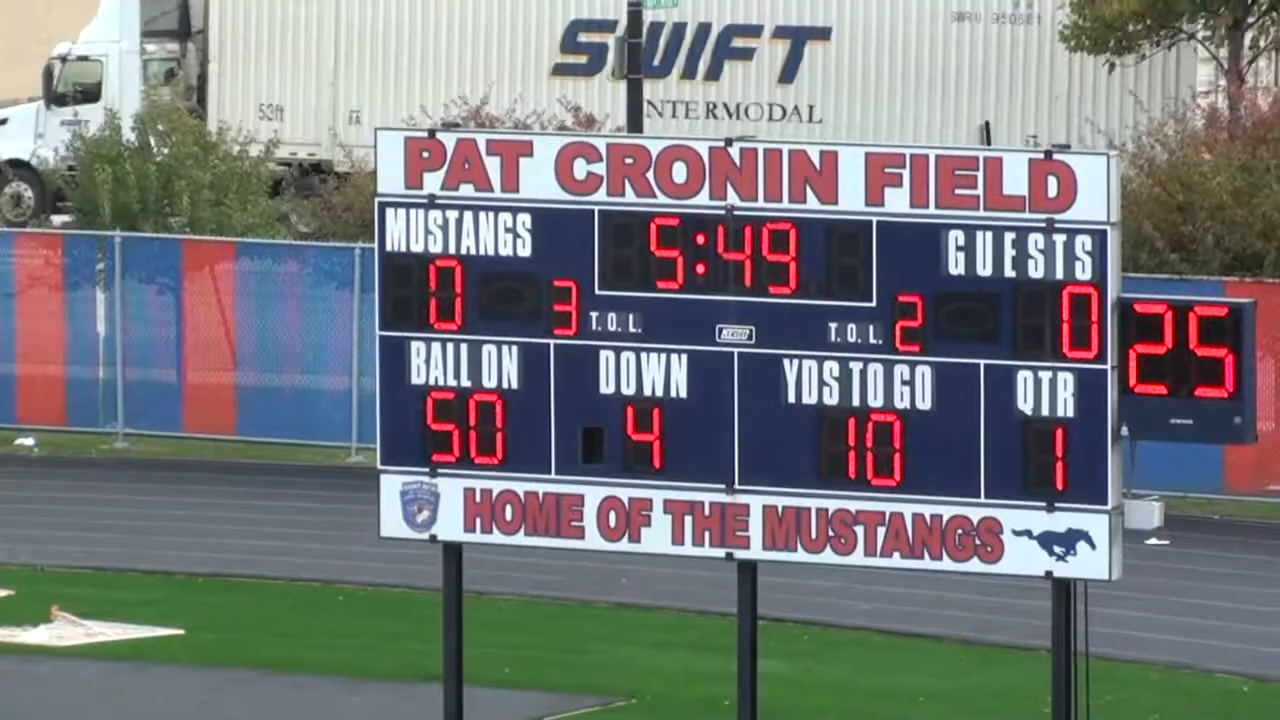 SWIFT
INTERMODAL
53ft
PAT CRONIN FIELD
MUSTANGS 5:49 GUESTS
0 3 T.O.L. T.O.L. 2 0
25
BALL ON DOWN YDS TO GO QTR
50 4 10 1
HOME OF THE MUSTANGS